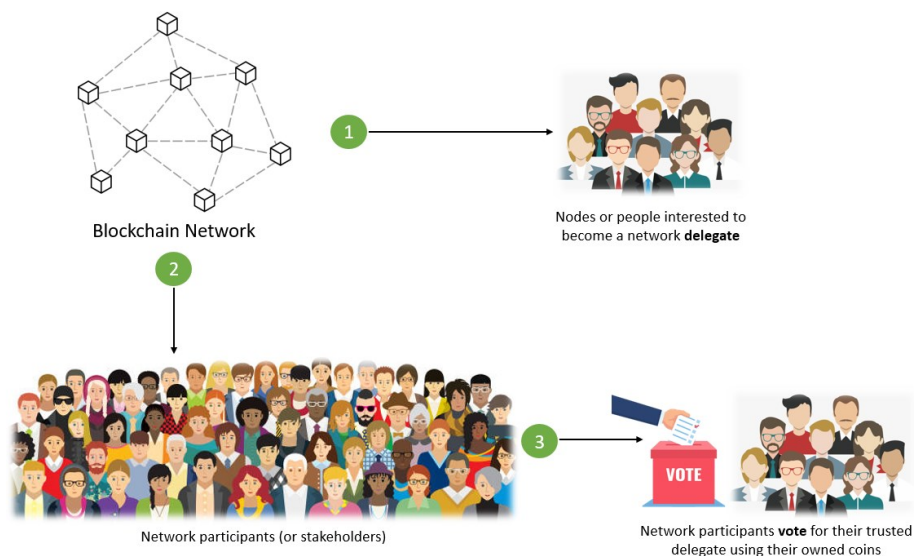 1
Nodes or people interested to
become a network delegate
Blockchain Network
2
3
VOTE
Network participants (or stakeholders)
Network participants vote for their trusted
delegate using their owned coins